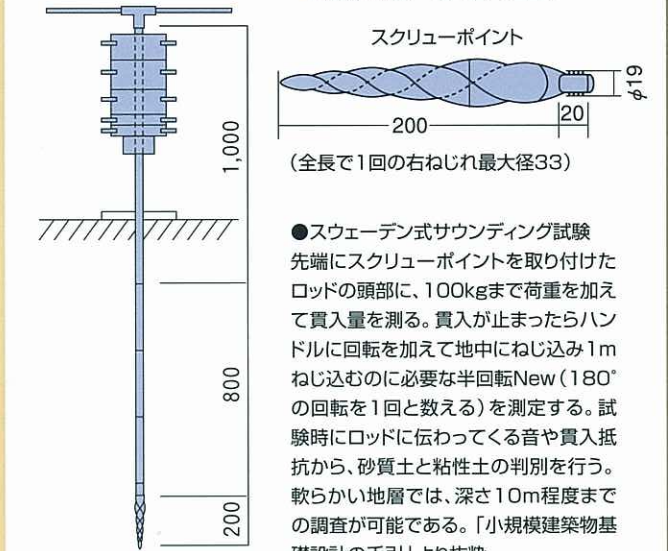 スクリューポイント
φ19
20
200
(全長で1回の右ねじれ最大径33)
1,000
800
200
●スウェーデン式サウンディング試験
先端にスクリューポイントを取り付けた
ロッドの頭部に、100kgまで荷重を加え
て貫入量を測る。貫入が止まったらハン
ドルに回転を加えて地中にねじ込み1m
ねじ込むのに必要な半回転New(180°
の回転を1回と数える)を測定する。試
験時にロッドに伝わってくる音や貫入抵
抗から、砂質土と粘性土の判別を行う。
軟らかい地層では、深さ10m程度まで
の調査が可能である。「小規模建築物基